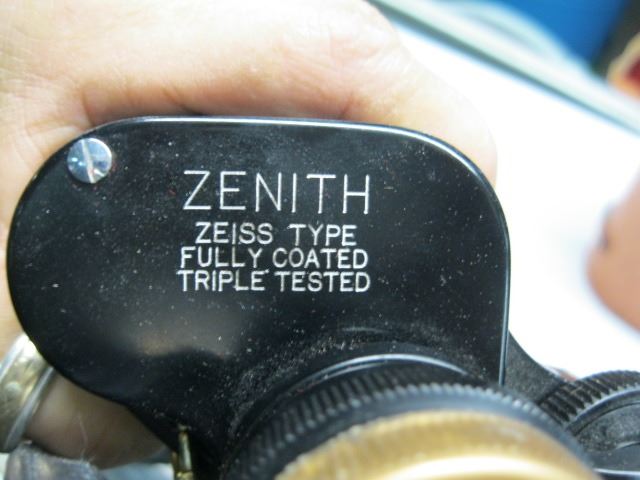 ZENITH
ZEISS TYPE
FULLY COATED
TRIPLE TESTED